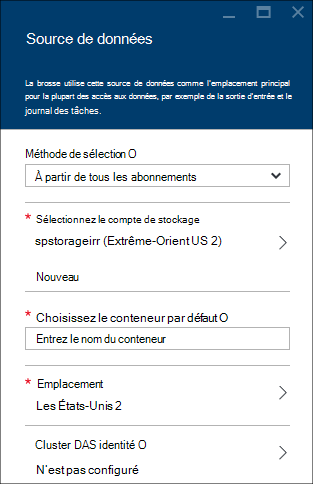 Source de données
La brosse utilise cette source de données comme l'emplacement principal
pour la plupart des accès aux données, par exemple de la sortie d'entrée et le
journal des tâches.
Méthode de sélection O
À partir de tous les abonnements
* Sélectionnez le compte de stockage
spstorageirr (Extrême-Orient US 2)
Nouveau
* Choisissez le conteneur par défaut O
Entrez le nom du conteneur
* Emplacement
Les États-Unis 2
Cluster DAS identité O
N'est pas configuré